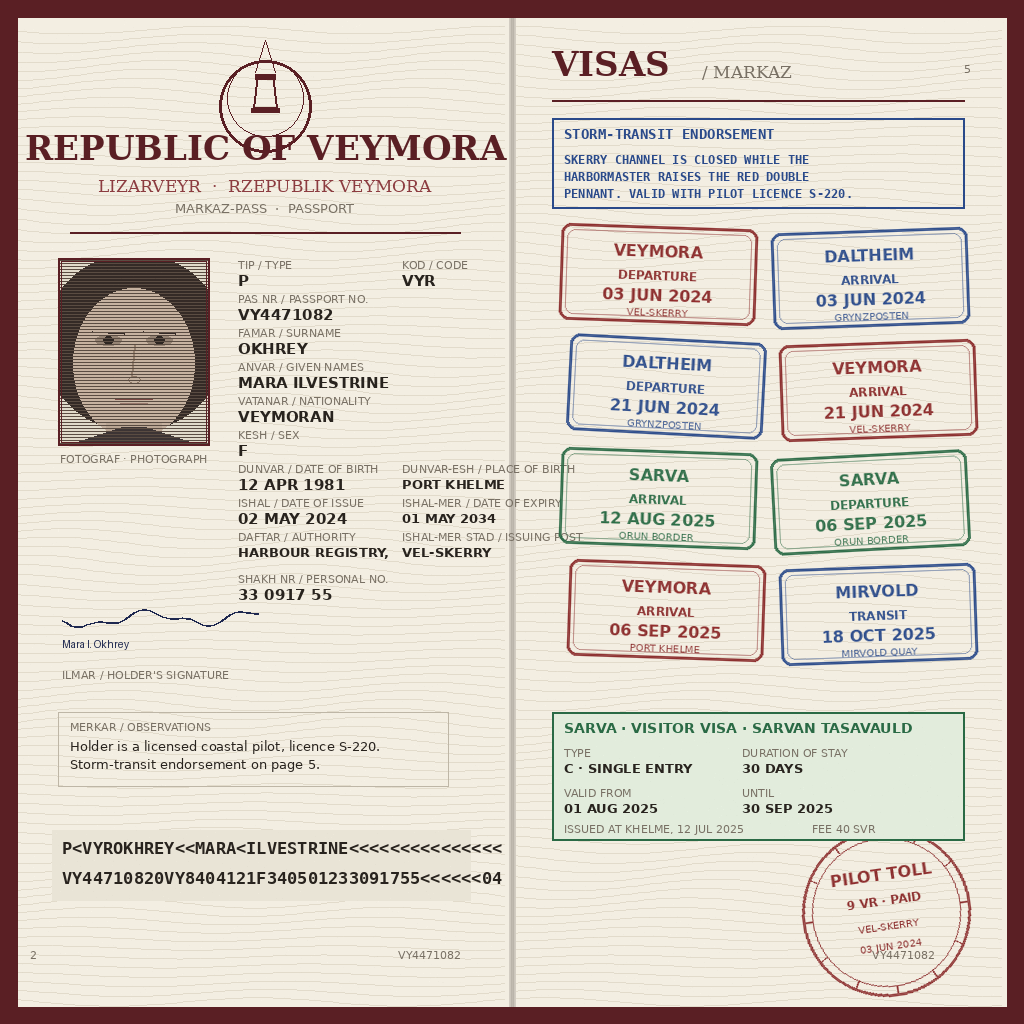 REPUBLIC OF VEYMORA
LIZARVEYR · RZEPUBLIK VEYMORA
MARKAZ-PASS · PASSPORT
TIP / TYPE KOD / CODE
P VYR
PAS NR / PASSPORT NO.
VY4471082
FAMAR / SURNAME
OKHREY
ANVAR / GIVEN NAMES
MARA ILVESTRINE
VATANAR / NATIONALITY
VEYMORAN
KESH / SEX
F
FOTOGRAF · PHOTOGRAPH
DUNVAR / DATE OF BIRTH DUNVAR-ESH / PLACE OF BIRTH
12 APR 1981 PORT KHELME
ISHAL / DATE OF ISSUE ISHAL-MER / DATE OF EXPIRY
02 MAY 2024 01 MAY 2034
DAFTAR / AUTHORITY ISHAL-MER STAD / ISSUING POST
HARBOUR REGISTRY, VEL-SKERRY
SHAKH NR / PERSONAL NO.
33 0917 55
Mara I. Okhrey
ILMAR / HOLDER'S SIGNATURE
MERKAR / OBSERVATIONS
Holder is a licensed coastal pilot, licence S-220.
Storm-transit endorsement on page 5.
P<VYROKHREY<<MARA<ILVESTRINE<<<<<<<<<<<<<<<
VY44710820VY8404121F340501233091755<<<<<<04
2 VY4471082
VISAS / MARKAZ 5
STORM-TRANSIT ENDORSEMENT
SKERRY CHANNEL IS CLOSED WHILE THE
HARBORMASTER RAISES THE RED DOUBLE
PENNANT. VALID WITH PILOT LICENCE S-220.
VEYMORA
DEPARTURE
03 JUN 2024
VEL-SKERRY
DALTHEIM
ARRIVAL
03 JUN 2024
GRYNZPOSTEN
DALTHEIM
DEPARTURE
21 JUN 2024
GRYNZPOSTEN
VEYMORA
ARRIVAL
21 JUN 2024
VEL-SKERRY
SARVA
ARRIVAL
12 AUG 2025
ORUN BORDER
SARVA
DEPARTURE
06 SEP 2025
ORUN BORDER
VEYMORA
ARRIVAL
06 SEP 2025
PORT KHELME
MIRVOLD
TRANSIT
18 OCT 2025
MIRVOLD QUAY
SARVA · VISITOR VISA · SARVAN TASAVAULD
TYPE DURATION OF STAY
C · SINGLE ENTRY 30 DAYS
VALID FROM UNTIL
01 AUG 2025 30 SEP 2025
ISSUED AT KHELME, 12 JUL 2025 FEE 40 SVR
PILOT TOLL
9 VR · PAID
VEL-SKERRY
03 JUN 2024
VY4471082